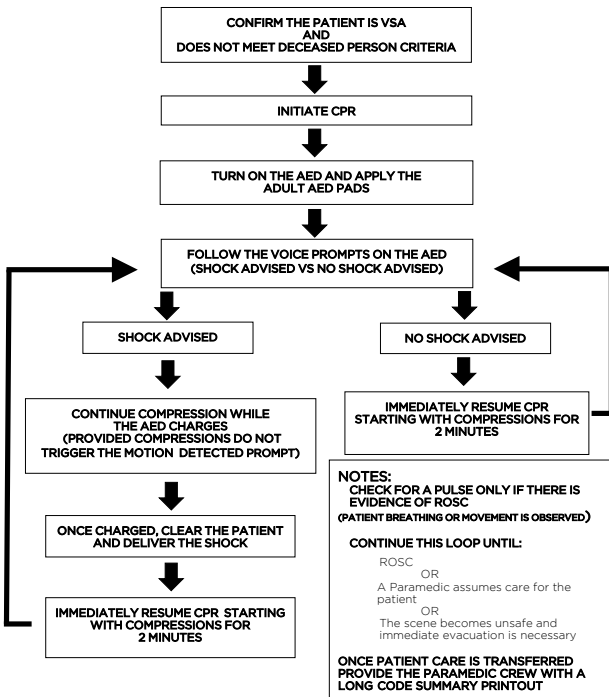 CONFIRM THE PATIENT IS VSA
AND
DOES NOT MEET DECEASED PERSON CRITERIA
INITIATE CPR
TURN ON THE AED AND APPLY THE
ADULT AED PADS
FOLLOW THE VOICE PROMPTS ON THE AED
(SHOCK ADVISED VS NO SHOCK ADVISED)
SHOCK ADVISED
CONTINUE COMPRESSION WHILE
THE AED CHARGES
(PROVIDED COMPRESSIONS DO NOT
TRIGGER THE MOTION DETECTED PROMPT)
ONCE CHARGED, CLEAR THE PATIENT
AND DELIVER THE SHOCK
IMMEDIATELY RESUME CPR STARTING
WITH COMPRESSIONS FOR
2 MINUTES
NO SHOCK ADVISED
IMMEDIATELY RESUME CPR
STARTING WITH COMPRESSIONS FOR
2 MINUTES
NOTES:
CHECK FOR A PULSE ONLY IF THERE IS
EVIDENCE OF ROSC
(PATIENT BREATHING OR MOVEMENT IS OBSERVED)
CONTINUE THIS LOOP UNTIL:
ROSC
OR
A Paramedic assumes care for the
patient
OR
The scene becomes unsafe and
immediate evacuation is necessary
ONCE PATIENT CARE IS TRANSFERRED
PROVIDE THE PARAMEDIC CREW WITH A
LONG CODE SUMMARY PRINTOUT